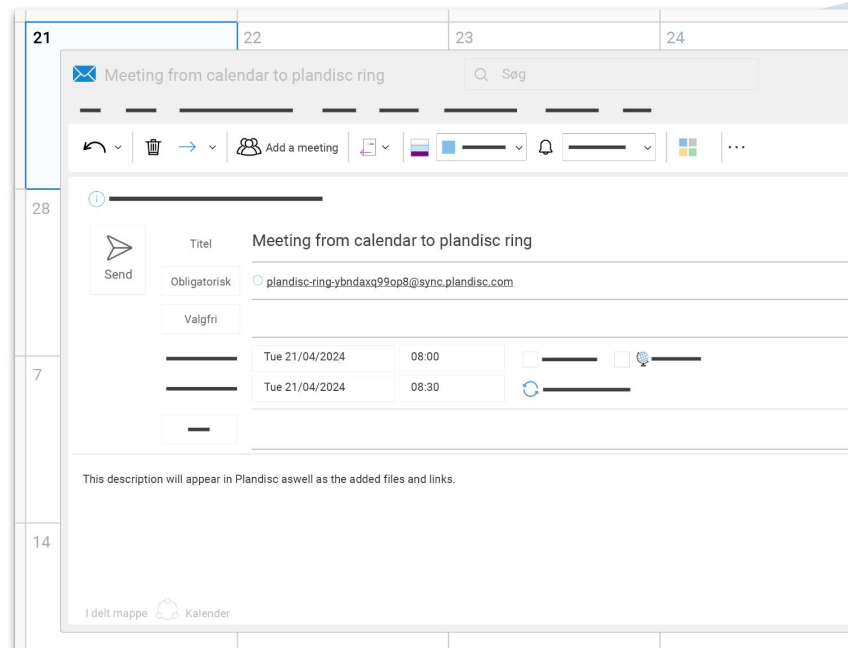 21
22
23
24
Meeting from calendar to plandisc ring
Søg
Add a meeting
Titel
Meeting from calendar to plandisc ring
Send
Obligatorisk
plandisc-ring-ybndaxq99op8@sync.plandisc.com
Valgfri
Tue 21/04/2024
08:00
Tue 21/04/2024
08:30
This description will appear in Plandisc aswell as the added files and links.
I delt mappe
Kalender
28
7
14